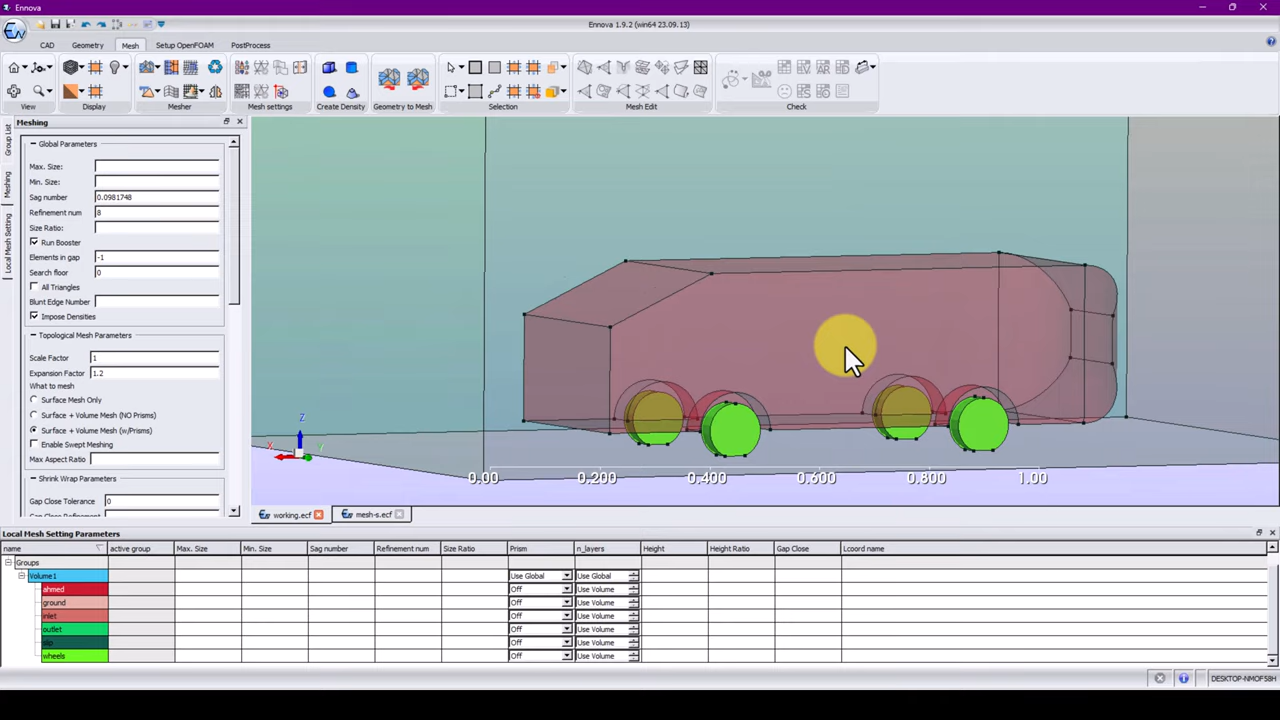 Ennova
Ennova 1.9.2 (win64 23.09.13)
CAD Geometry Mesh Setup OpenFOAM PostProcess
View Display Mesher Mesh settings Create Density Geometry to Mesh Selection Mesh Edit Check
Group List
Meshing
Local Mesh Setting
Meshing
Global Parameters
Max. Size:
Min. Size:
Sag number 0.0981748
Refinement num 8
Size Ratio:
Run Booster
Elements in gap -1
Search floor 0
All Triangles
Blunt Edge Number
Impose Densities
Topological Mesh Parameters
Scale Factor 1
Expansion Factor 1.2
What to mesh
Surface Mesh Only
Surface + Volume Mesh (NO Prisms)
Surface + Volume Mesh (w/Prisms)
Enable Swept Meshing
Max Aspect Ratio
Shrink Wrap Parameters
Gap Close Tolerance 0
Z
X
Y
0.00 0.200 0.400 0.600 0.800 1.00
working.ecf mesh-s.ecf
Local Mesh Setting Parameters
name active group Max. Size Min. Size Sag number Refinement num Size Ratio Prism n_layers Height Height Ratio Gap Close Lcoord name
Groups
Volume1 Use Global Use Global
ahmed Off Use Volume
ground Off Use Volume
inlet Off Use Volume
outlet Off Use Volume
slip Off Use Volume
wheels Off Use Volume
DESKTOP-NMOF58H